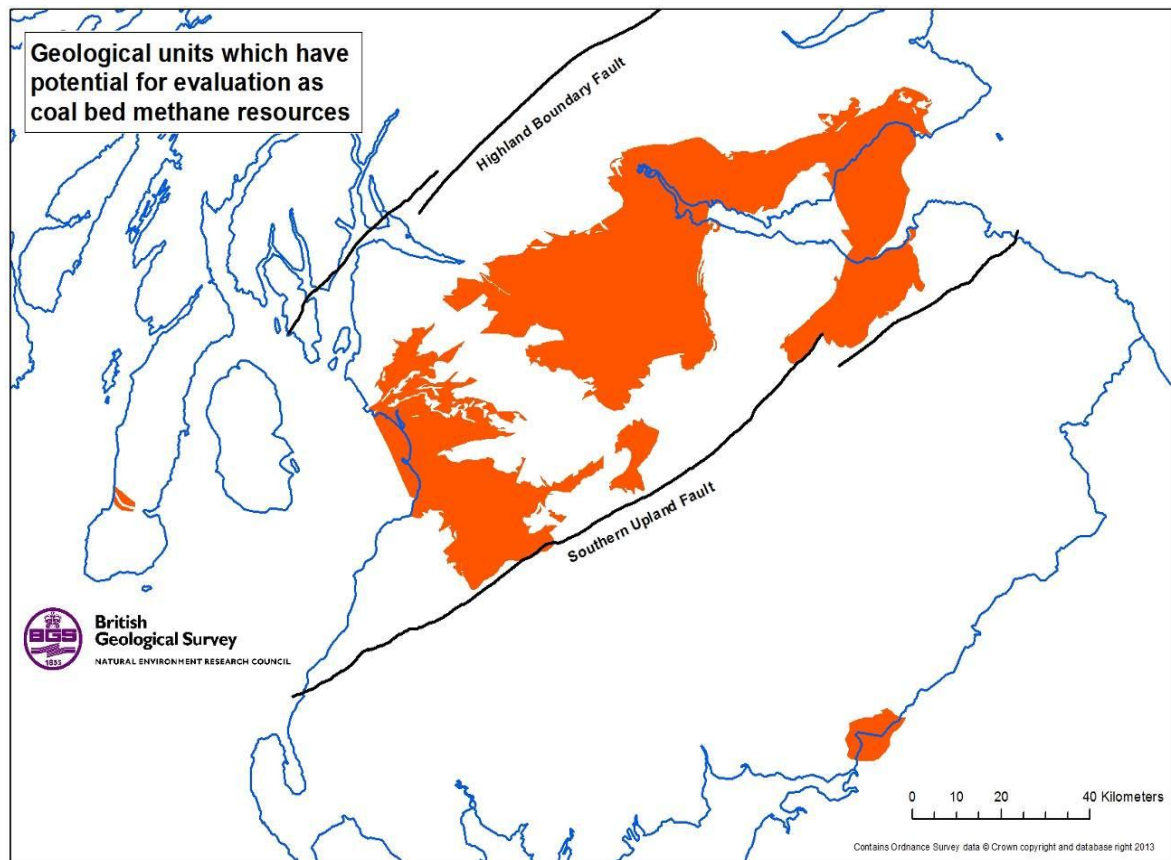 Geological units which have
potential for evaluation as
coal bed methane resources
Highland Boundary Fault
Southern Upland Fault
BGS
1835
British
Geological Survey
NATURAL ENVIRONMENT RESEARCH COUNCIL
0 10 20 40 Kilometers
Contains Ordnance Survey data © Crown copyright and database right 2013